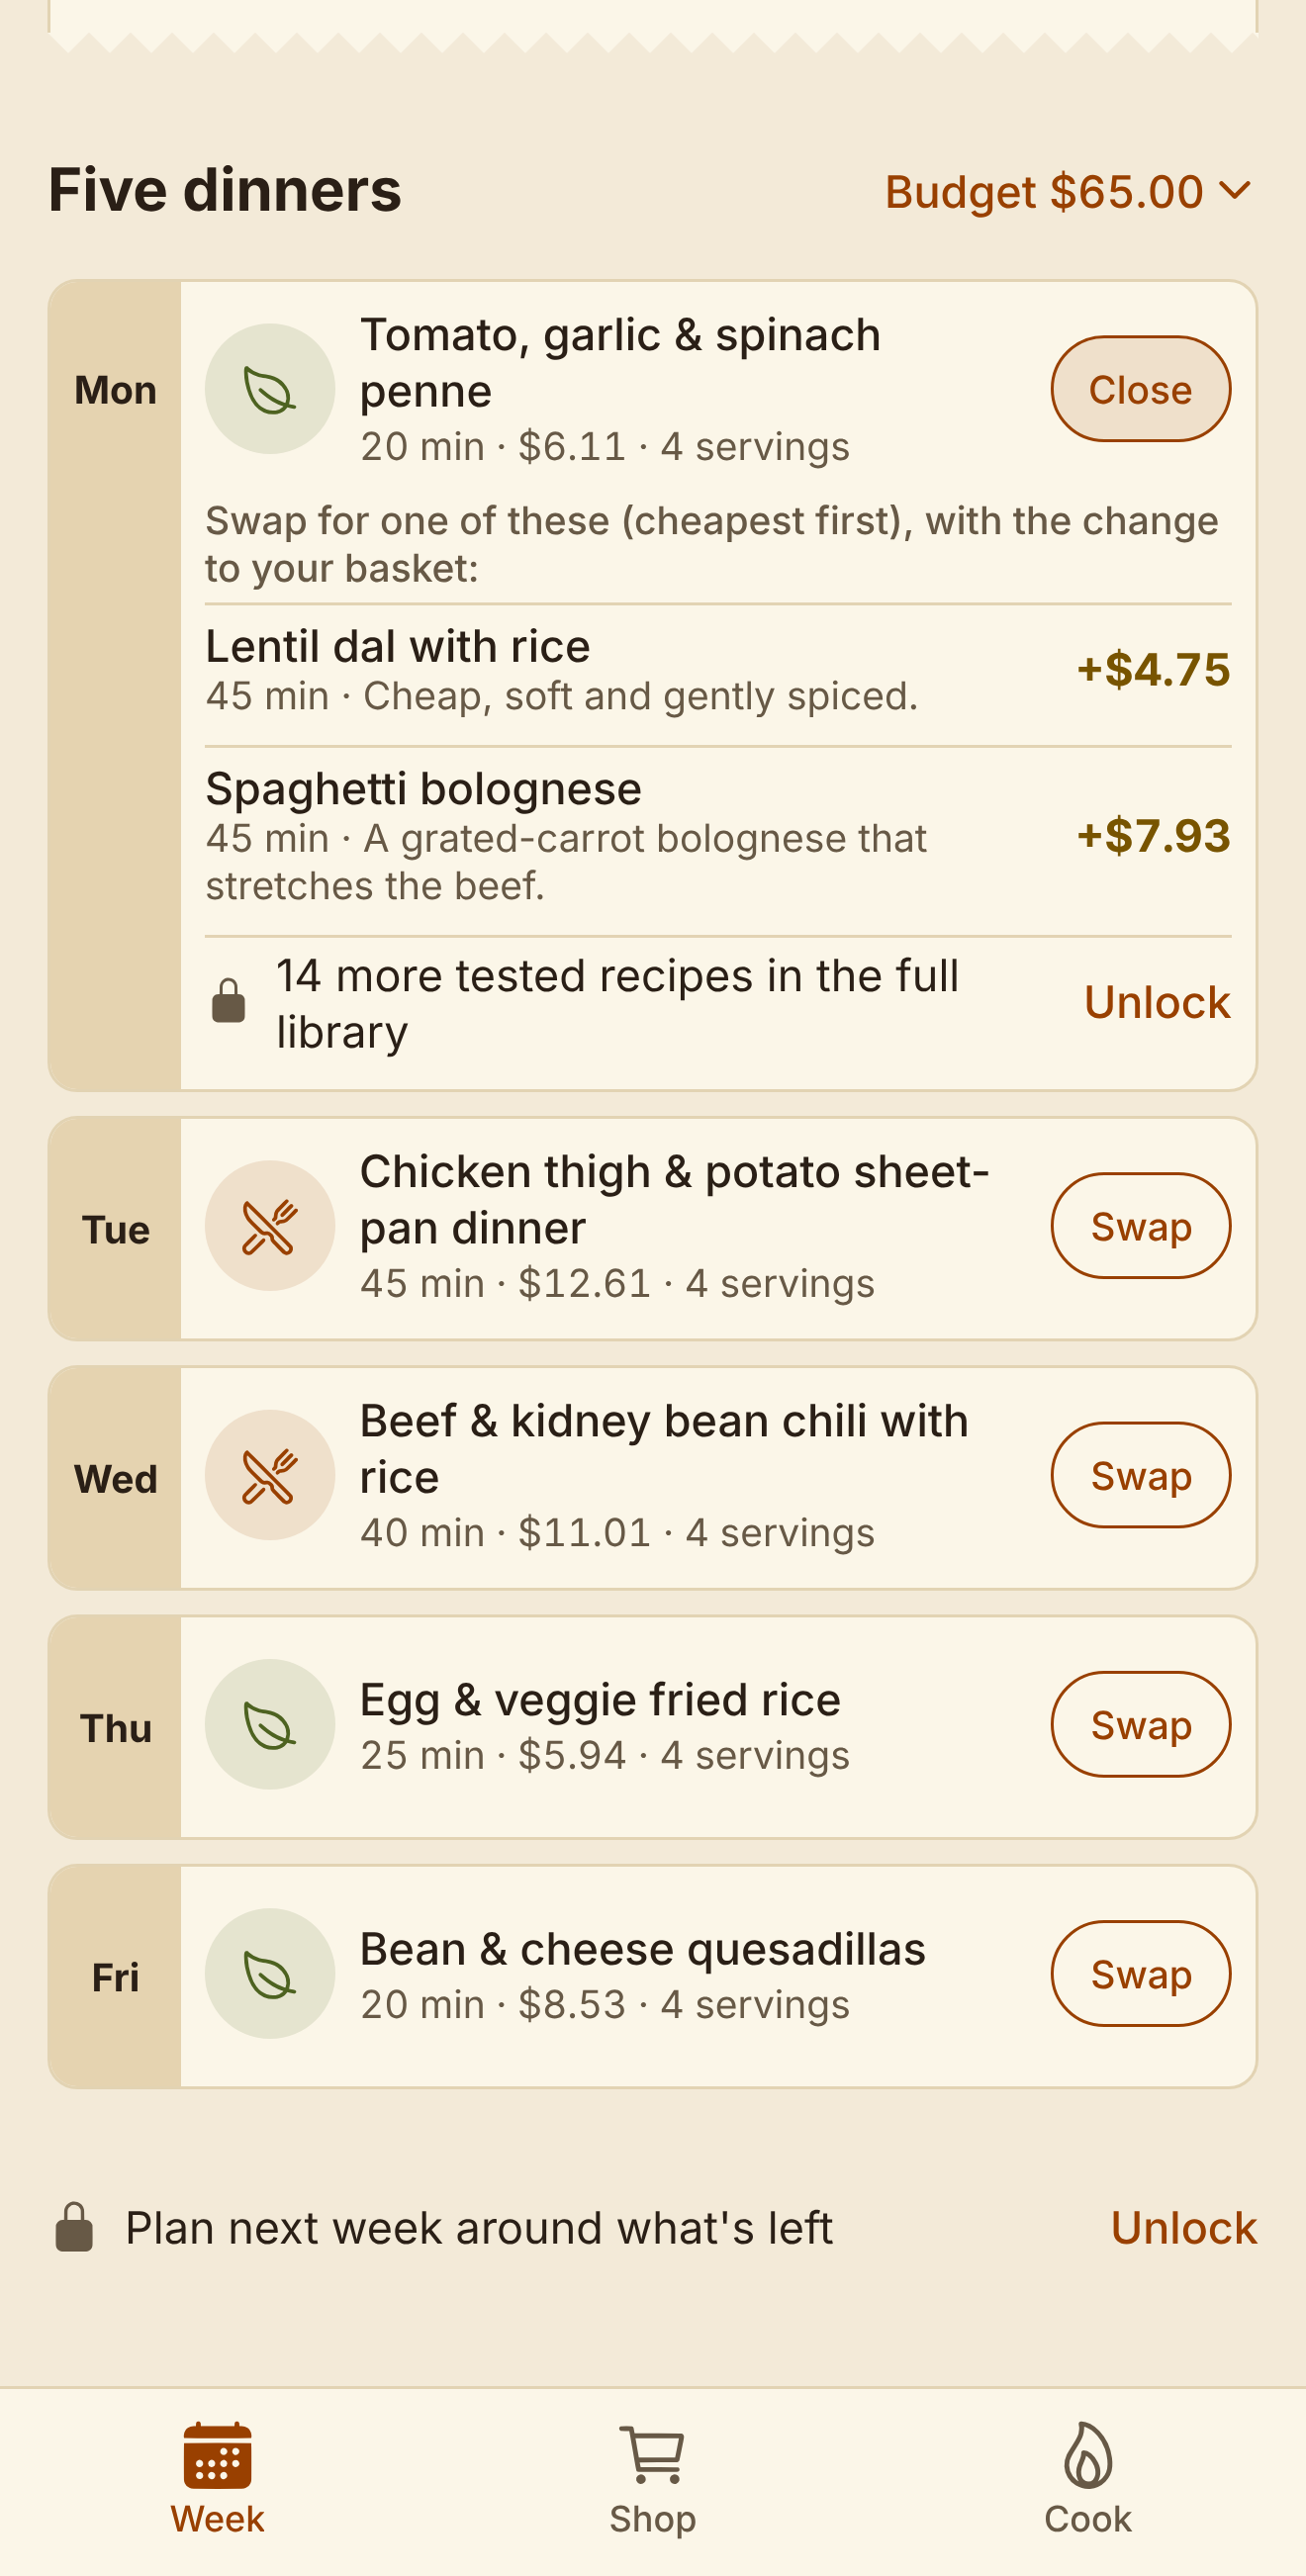 Five dinners
Budget $65.00
Mon
Tomato, garlic & spinach
penne
20 min · $6.11 · 4 servings
Close
Swap for one of these (cheapest first), with the change
to your basket:
Lentil dal with rice
45 min · Cheap, soft and gently spiced.
+$4.75
Spaghetti bolognese
45 min · A grated-carrot bolognese that
stretches the beef.
+$7.93
14 more tested recipes in the full
library
Unlock
Tue
Chicken thigh & potato sheet-
pan dinner
45 min · $12.61 · 4 servings
Swap
Wed
Beef & kidney bean chili with
rice
40 min · $11.01 · 4 servings
Swap
Thu
Egg & veggie fried rice
25 min · $5.94 · 4 servings
Swap
Fri
Bean & cheese quesadillas
20 min · $8.53 · 4 servings
Swap
Plan next week around what's left
Unlock
Week
Shop
Cook